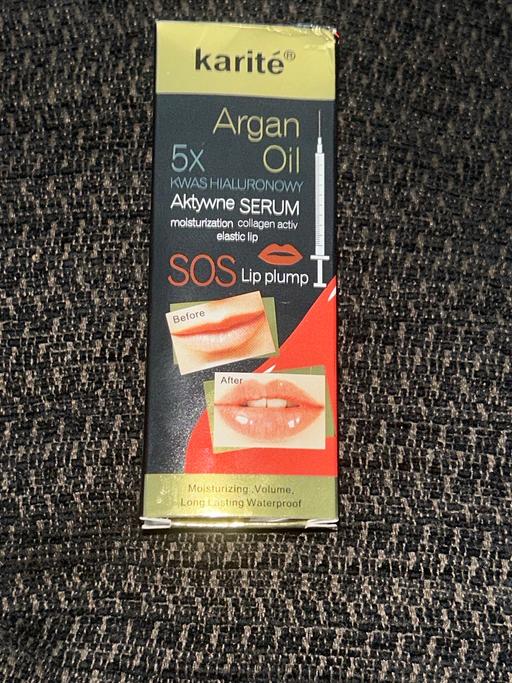 karité®
Argan
5x Oil
KWAS HIALURONOWY
Aktywne SERUM
moisturization collagen activ
elastic lip
SOS Lip plump
Before
After
Moisturizing ,Volume,
Long Lasting Waterproof